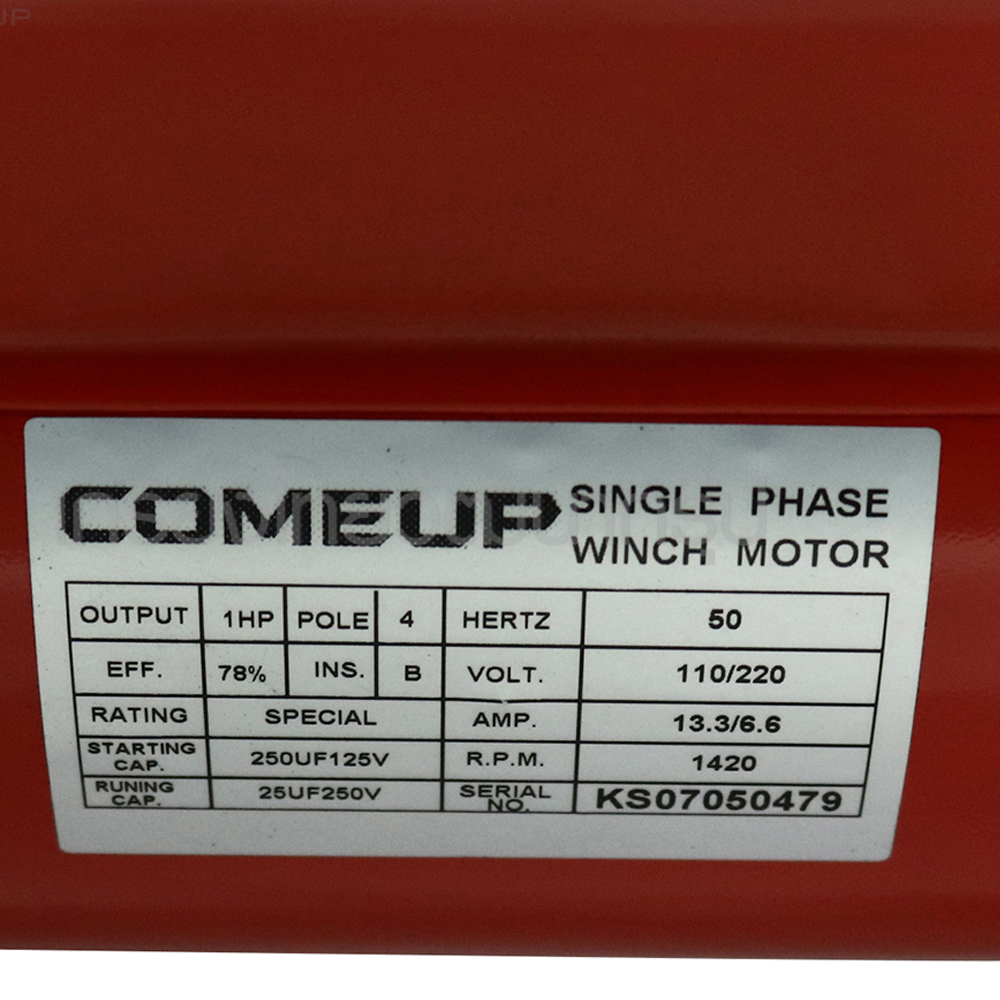 UP
COMEUP SINGLE PHASE
WINCH MOTOR
OUTPUT 1HP POLE 4 HERTZ 50
EFF. 78% INS. B VOLT. 110/220
RATING SPECIAL AMP. 13.3/6.6
STARTING CAP. 250UF125V R.P.M. 1420
RUNING CAP. 25UF250V SERIAL NO. KS07050479